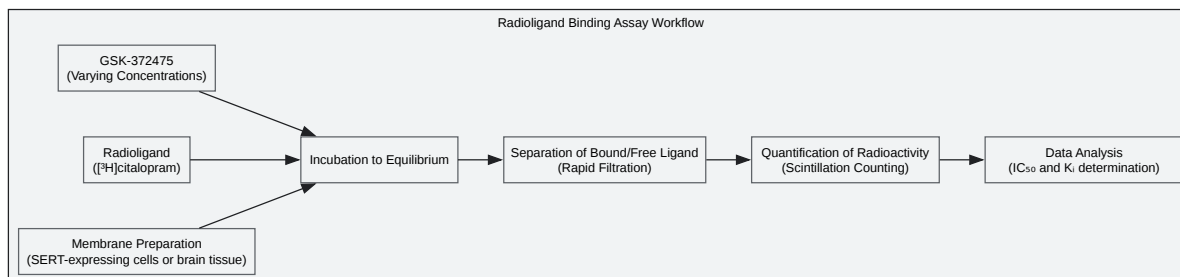 Radioligand Binding Assay Workflow
GSK-372475
(Varying Concentrations)
Radioligand
([³H]citalopram)
Membrane Preparation
(SERT-expressing cells or brain tissue)
Incubation to Equilibrium
Separation of Bound/Free Ligand
(Rapid Filtration)
Quantification of Radioactivity
(Scintillation Counting)
Data Analysis
(IC₅₀ and Kᵢ determination)